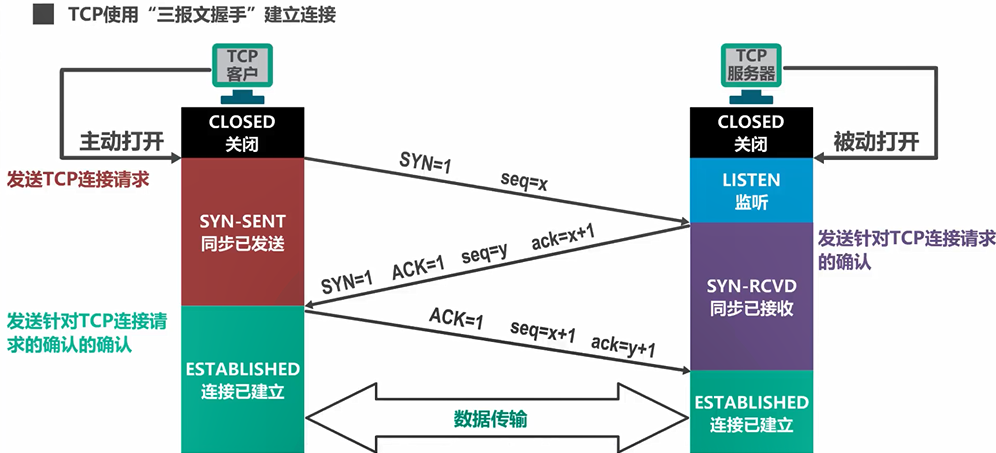 TCP使用“三报文握手”建立连接
TCP
客户
TCP
服务器
CLOSED
关闭
CLOSED
关闭
主动打开
被动打开
发送TCP连接请求
SYN=1 seq=x
LISTEN
监听
SYN-SENT
同步已发送
SYN=1 ACK=1 seq=y ack=x+1
发送针对TCP连接请求
的确认
SYN-RCVD
同步已接收
发送针对TCP连接请
求的确认的确认
ACK=1 seq=x+1 ack=y+1
ESTABLISHED
连接已建立
ESTABLISHED
连接已建立
数据传输